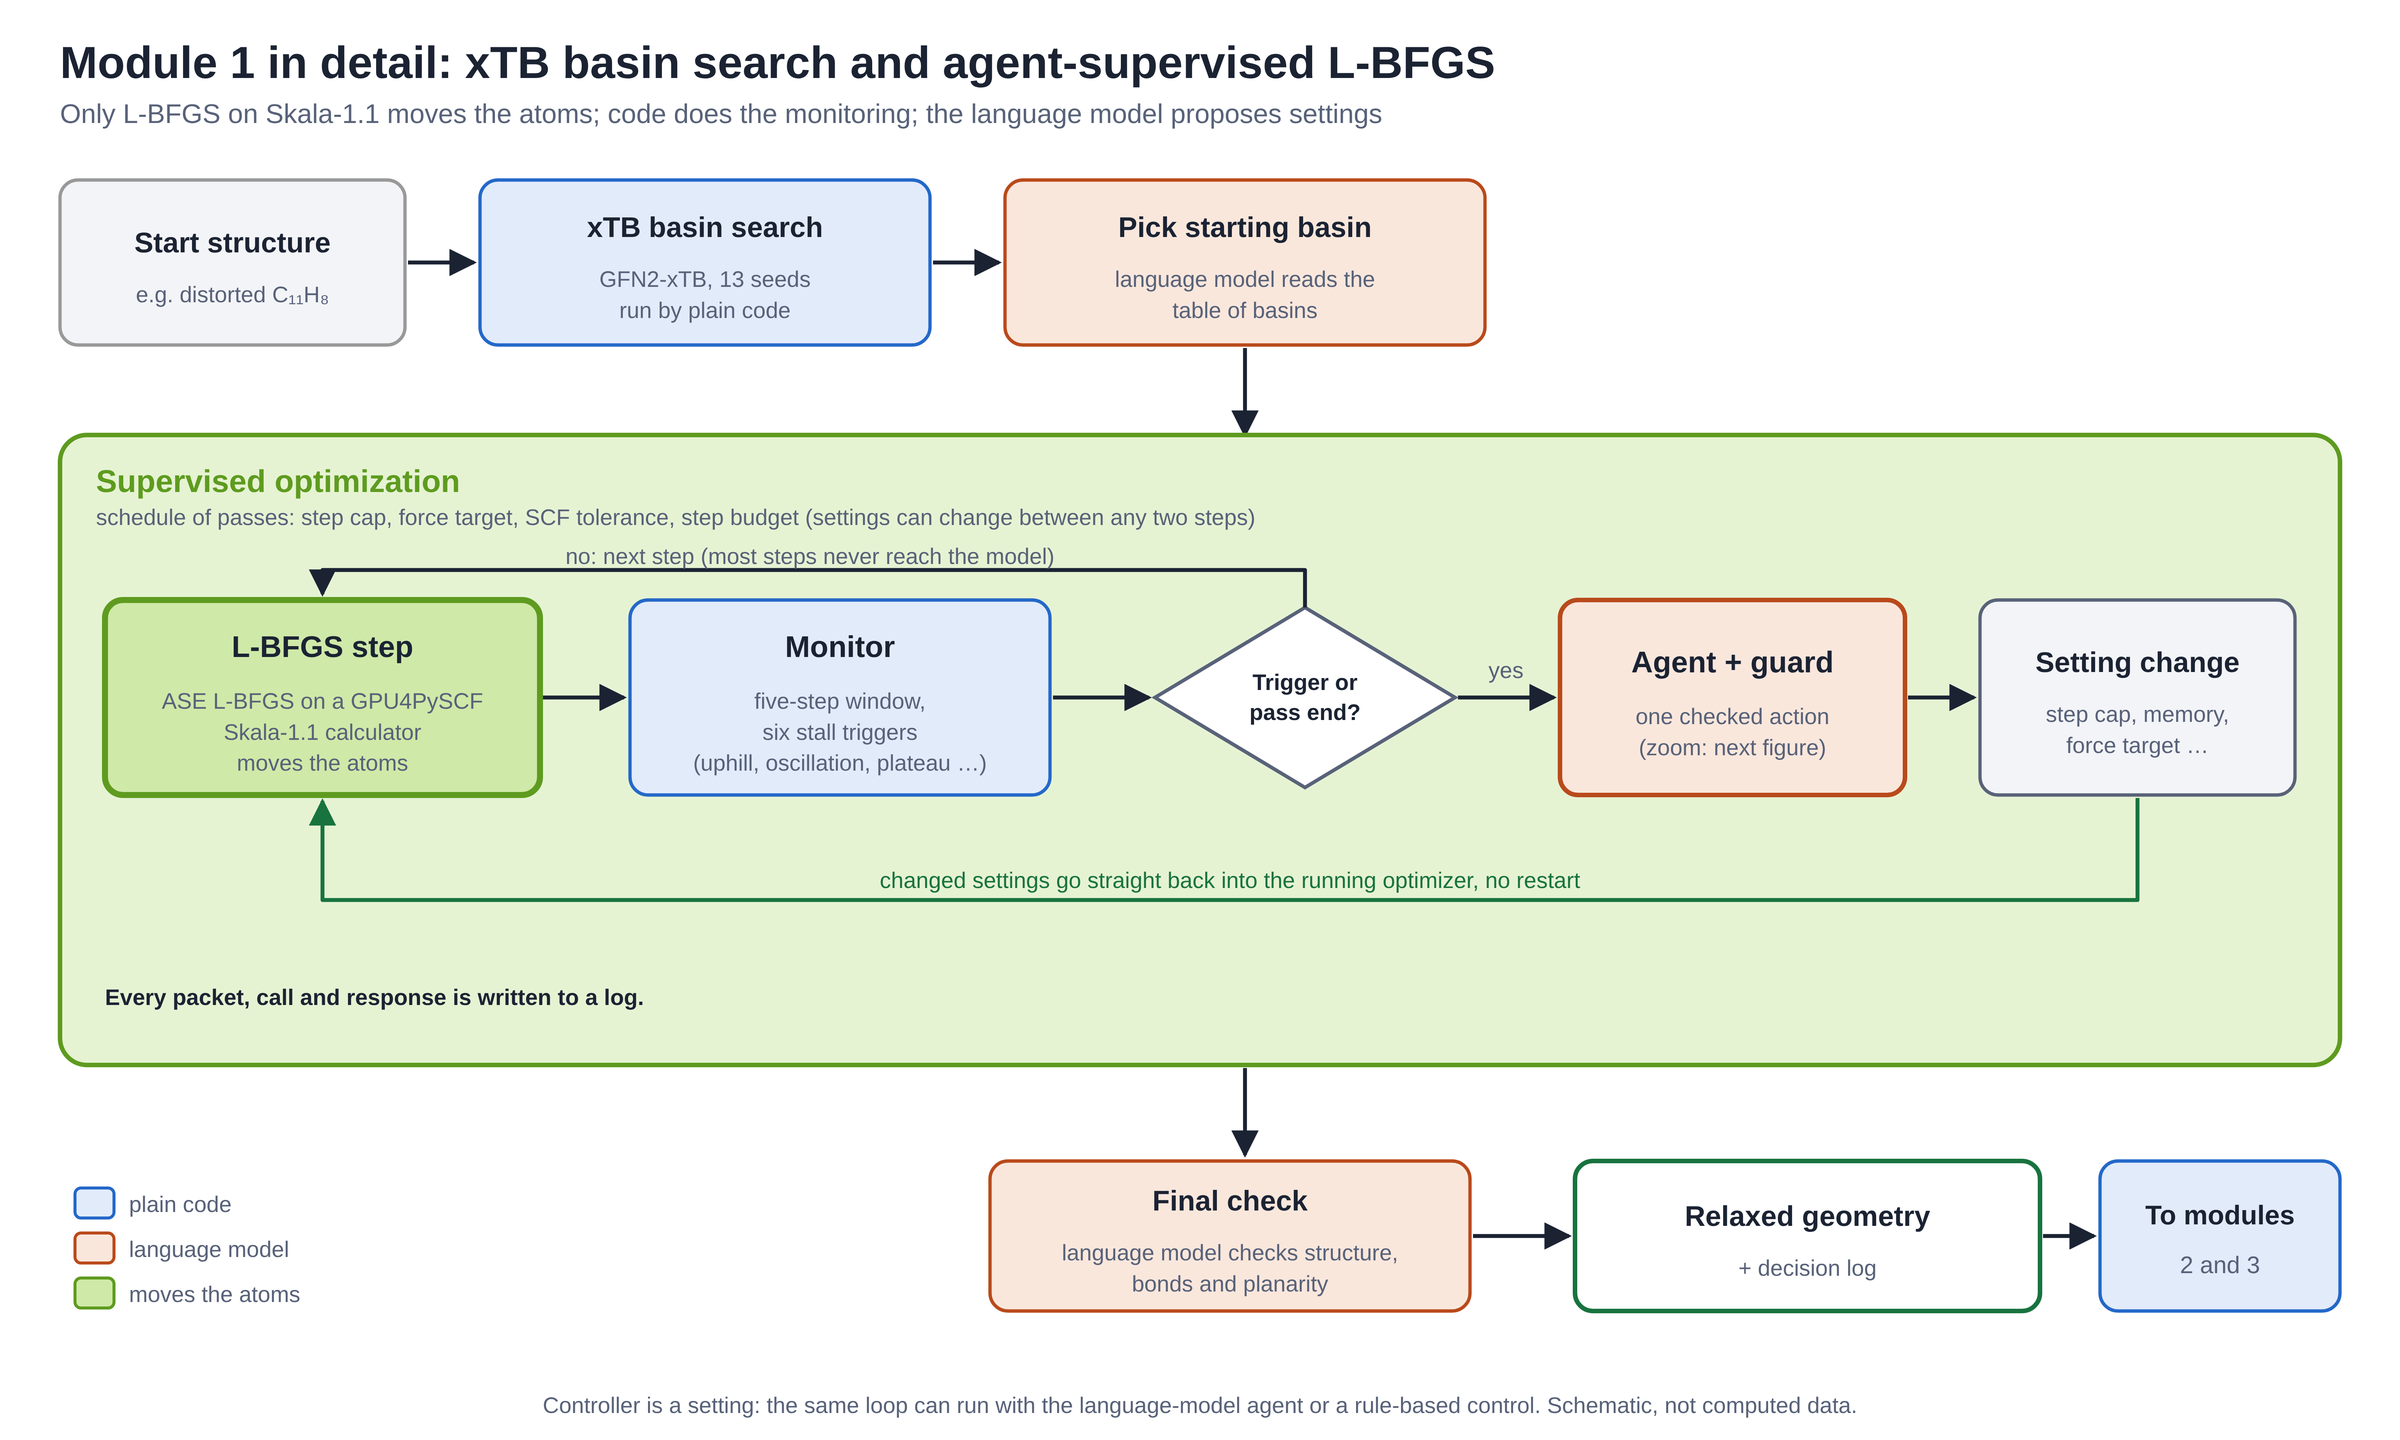 Module 1 in detail: xTB basin search and agent-supervised L-BFGS
Only L-BFGS on Skala-1.1 moves the atoms; code does the monitoring; the language model proposes settings
Start structure
e.g. distorted C₁₁H₈
xTB basin search
GFN2-xTB, 13 seeds
run by plain code
Pick starting basin
language model reads the
table of basins
Supervised optimization
schedule of passes: step cap, force target, SCF tolerance, step budget (settings can change between any two steps)
no: next step (most steps never reach the model)
L-BFGS step
ASE L-BFGS on a GPU4PySCF
Skala-1.1 calculator
moves the atoms
Monitor
five-step window,
six stall triggers
(uphill, oscillation, plateau …)
Trigger or
pass end?
yes
Agent + guard
one checked action
(zoom: next figure)
Setting change
step cap, memory,
force target …
changed settings go straight back into the running optimizer, no restart
Every packet, call and response is written to a log.
plain code
language model
moves the atoms
Final check
language model checks structure,
bonds and planarity
Relaxed geometry
+ decision log
To modules
2 and 3
Controller is a setting: the same loop can run with the language-model agent or a rule-based control. Schematic, not computed data.